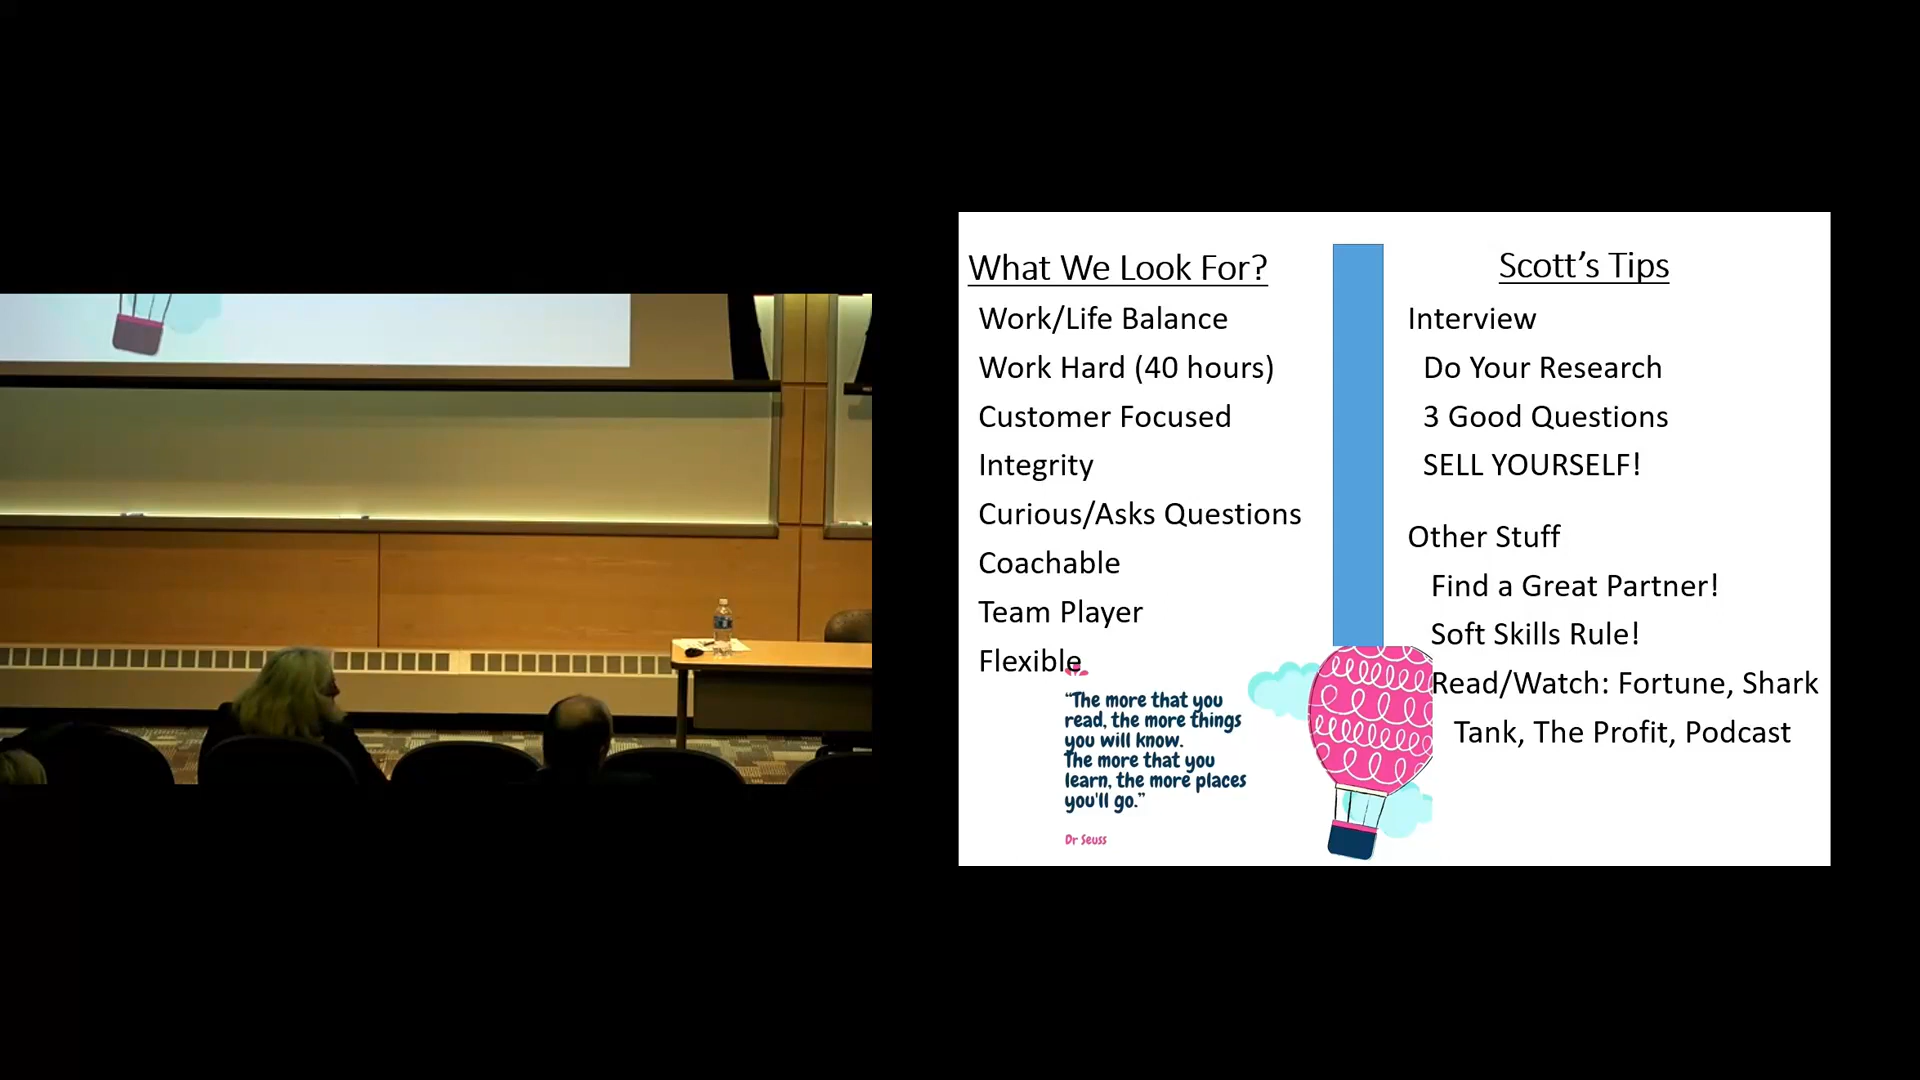 What We Look For?
Work/Life Balance
Work Hard (40 hours)
Customer Focused
Integrity
Curious/Asks Questions
Coachable
Team Player
Flexible
“The more that you
read, the more things
you will know.
The more that you
learn, the more places
you'll go.”
Dr Seuss
Scott’s Tips
Interview
Do Your Research
3 Good Questions
SELL YOURSELF!
Other Stuff
Find a Great Partner!
Soft Skills Rule!
Read/Watch: Fortune, Shark
Tank, The Profit, Podcast